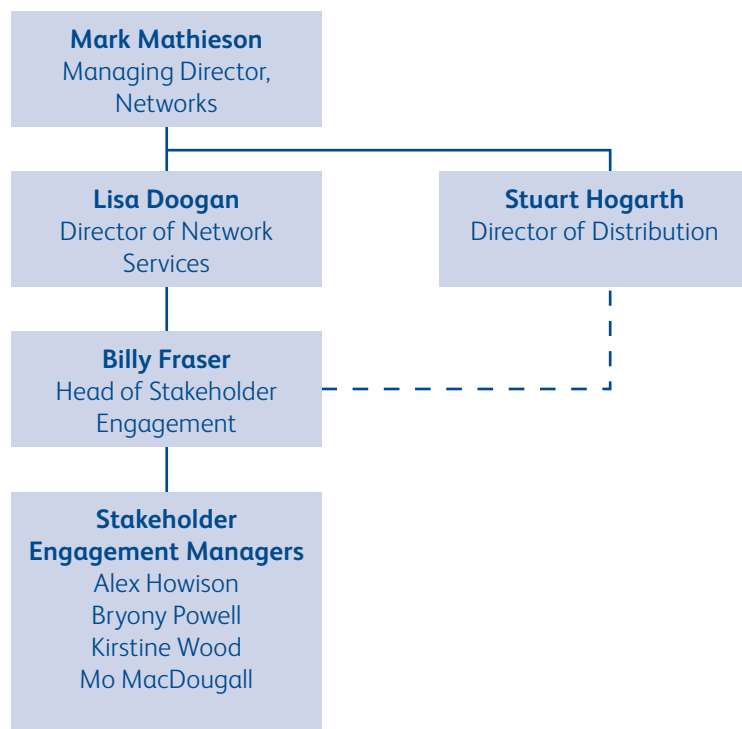 Mark Mathieson
Managing Director,
Networks
Lisa Doogan
Director of Network
Services
Stuart Hogarth
Director of Distribution
Billy Fraser
Head of Stakeholder
Engagement
Stakeholder
Engagement Managers
Alex Howison
Bryony Powell
Kirstine Wood
Mo MacDougall